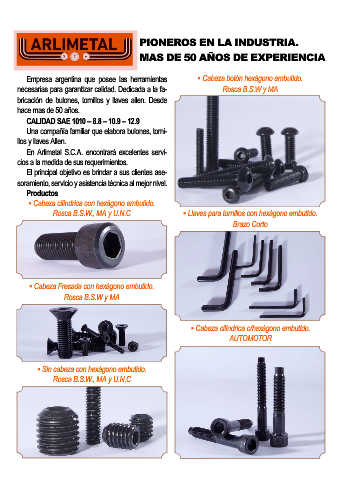 ARLIMETAL
PIONEROS EN LA INDUSTRIA.
MAS DE 50 AÑOS DE EXPERIENCIA
Empresa argentina que posee las herramientas
necesarias para garantizar calidad. Dedicada a la fa-
bricación de bulones, tornillos y llaves allen. Desde
hace mas de 50 años.
CALIDAD SAE 1010 – 8.8 – 10.9 – 12.9
Una compañía familiar que elabora bulones, torni-
llos y llaves Allen.
En Arlimetal S.C.A. encontrará excelentes servi-
cios a la medida de sus requerimientos.
El principal objetivo es brindar a sus clientes ase-
soramiento, servicio y asistencia técnica al mejor nivel.
Productos
• Cabeza cilíndrica con hexágono embutido.
Rosca B.S.W., MA y U.N.C
• Cabeza Fresada con hexágono embutido.
Rosca B.S.W y MA
• Sin cabeza con hexágono embutido.
Rosca B.S.W., MA y U.N.C
• Cabeza botón hexágono embutido.
Rosca B.S.W y MA
• Llaves para tornillos con hexágono embutido.
Brazo Corto
• Cabeza cilíndrica c/hexágono embutido.
AUTOMOTOR